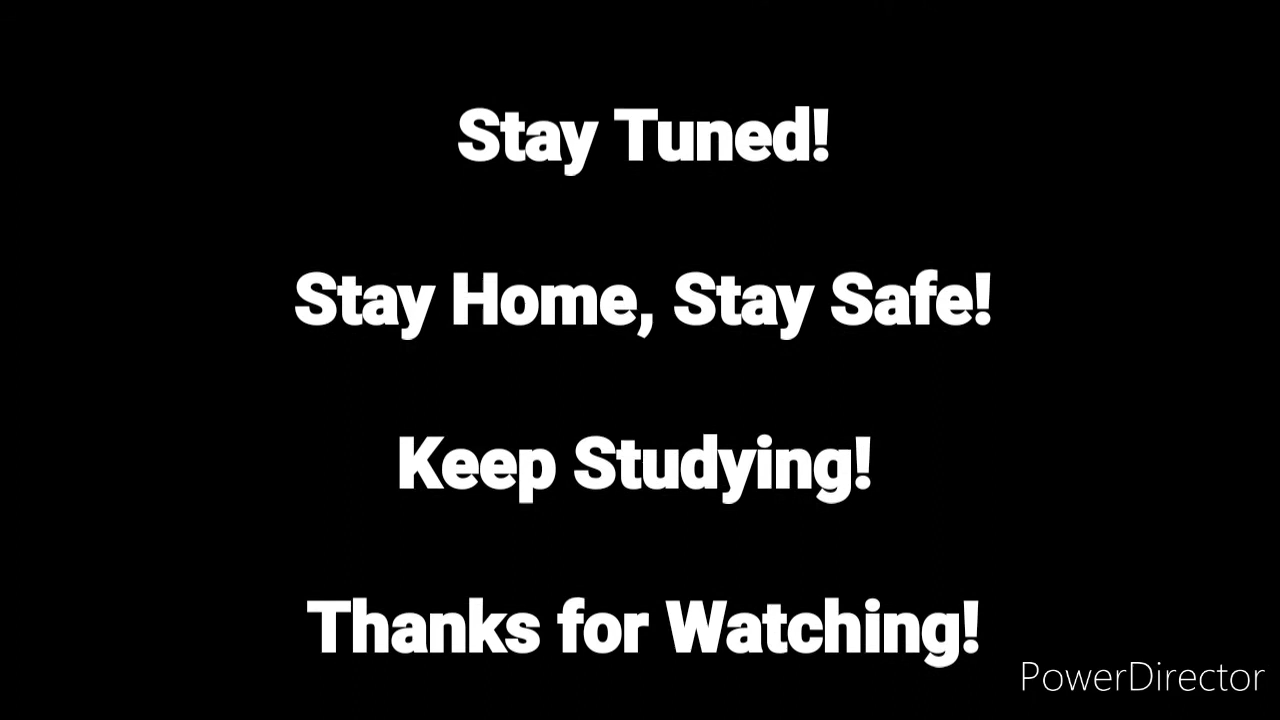 Stay Tuned!
Stay Home, Stay Safe!
Keep Studying!
Thanks for Watching!
PowerDirector